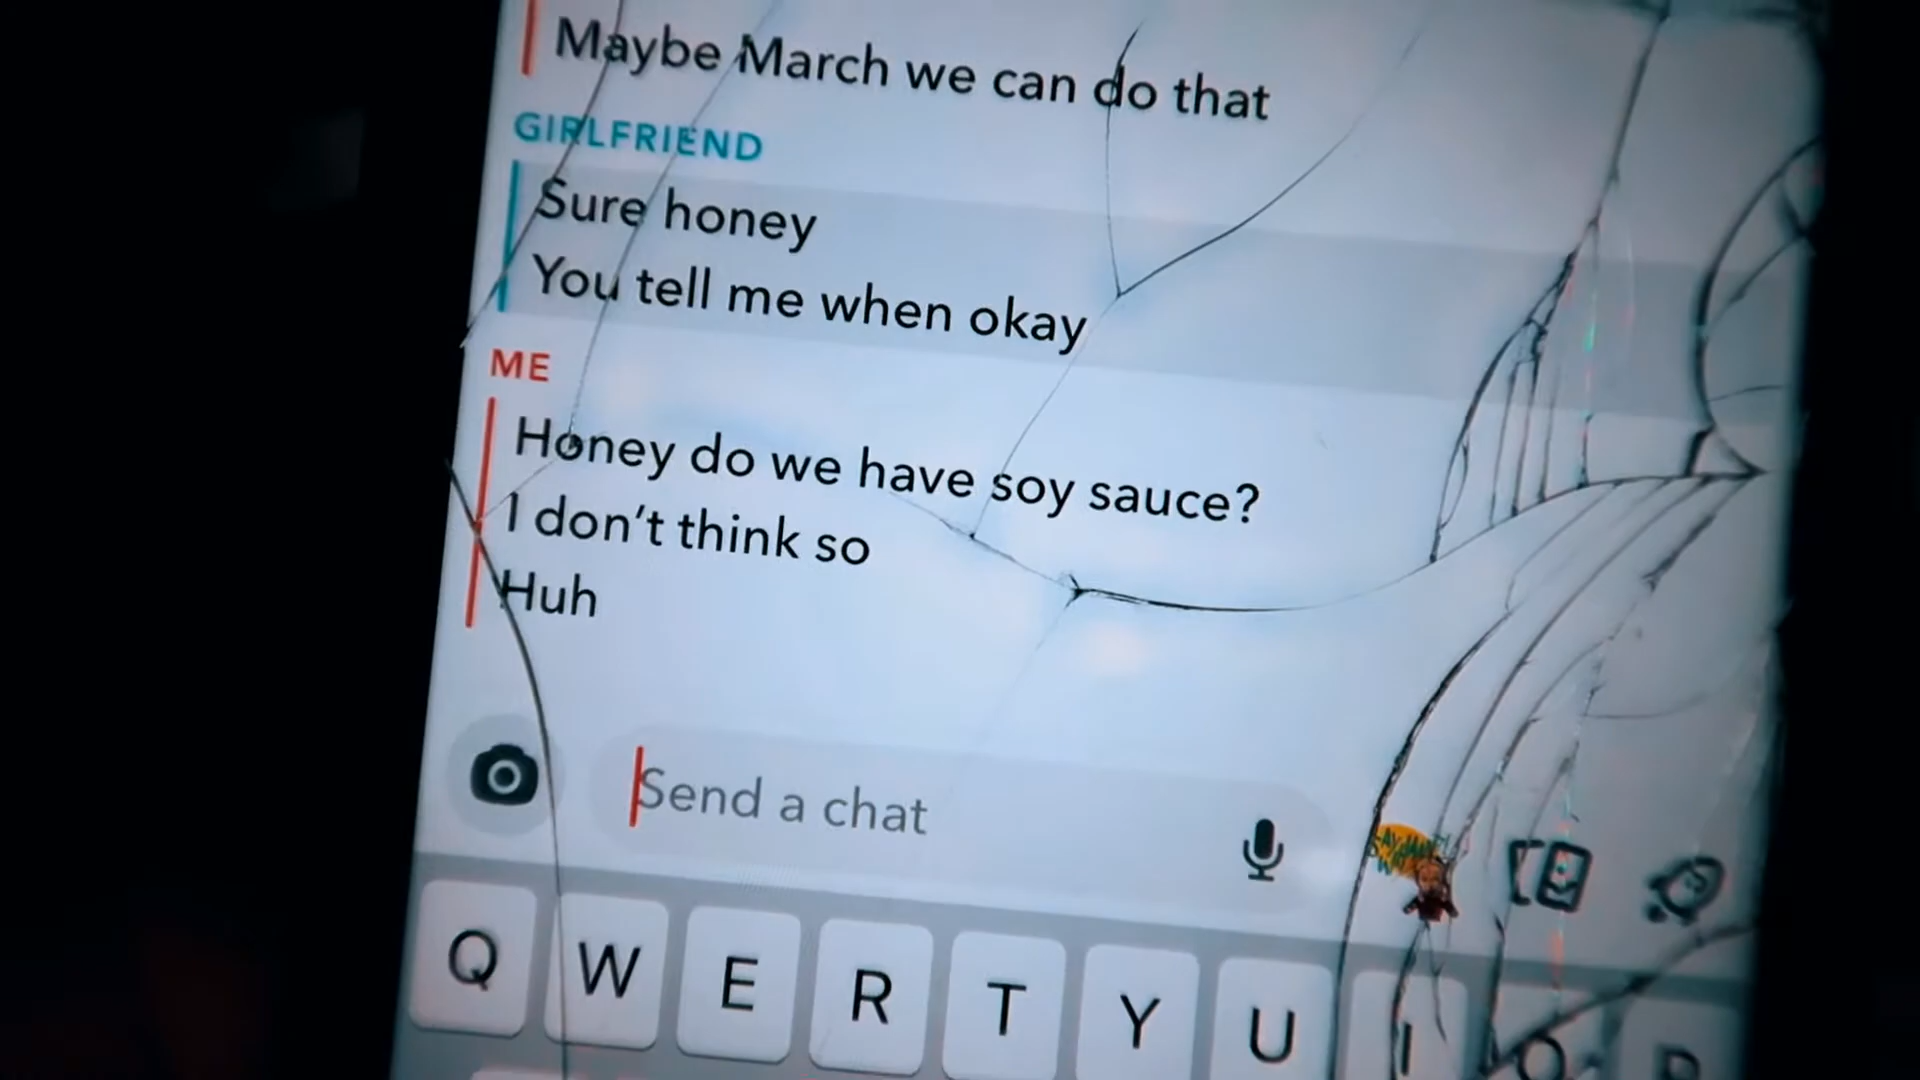 Maybe March we can do that
GIRLFRIEND
Sure honey
You tell me when okay
ME
Honey do we have soy sauce?
I don't think so
Huh
Send a chat
Q W E R T Y U I O P